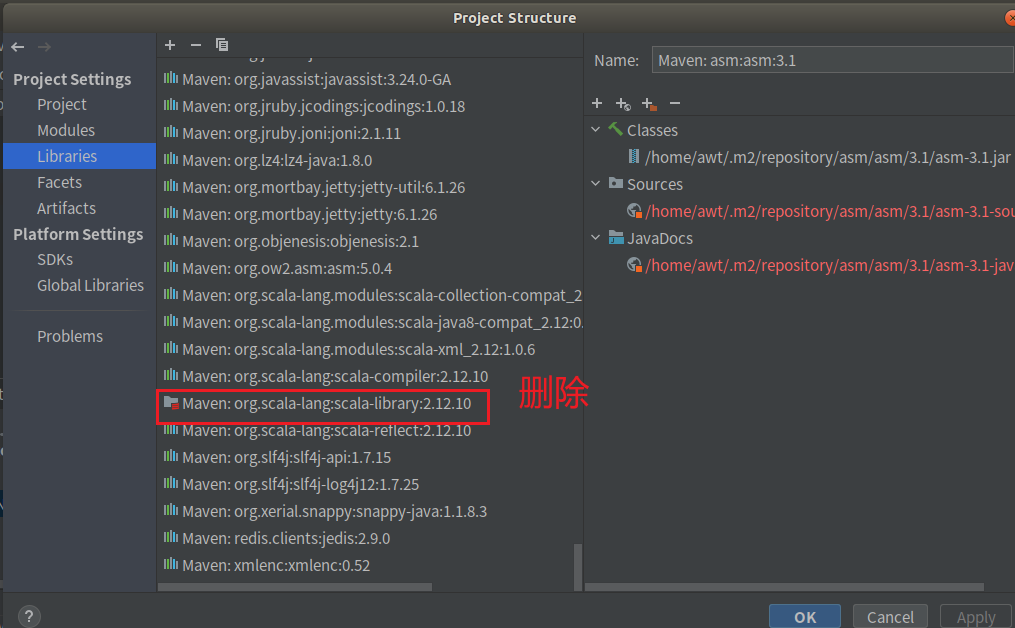 Project Structure
Project Settings
Project
Modules
Libraries
Facets
Artifacts
Platform Settings
SDKs
Global Libraries
Problems
Maven: org.javassist:javassist:3.24.0-GA
Maven: org.jruby.jcodings:jcodings:1.0.18
Maven: org.jruby.joni:joni:2.1.11
Maven: org.lz4:lz4-java:1.8.0
Maven: org.mortbay.jetty:jetty-util:6.1.26
Maven: org.mortbay.jetty:jetty:6.1.26
Maven: org.objenesis:objenesis:2.1
Maven: org.ow2.asm:asm:5.0.4
Maven: org.scala-lang.modules:scala-collection-compat_2
Maven: org.scala-lang.modules:scala-java8-compat_2.12:0.
Maven: org.scala-lang.modules:scala-xml_2.12:1.0.6
Maven: org.scala-lang:scala-compiler:2.12.10
Maven: org.scala-lang:scala-library:2.12.10
删除
Maven: org.scala-lang:scala-reflect:2.12.10
Maven: org.slf4j:slf4j-api:1.7.15
Maven: org.slf4j:slf4j-log4j12:1.7.25
Maven: org.xerial.snappy:snappy-java:1.1.8.3
Maven: redis.clients:jedis:2.9.0
Maven: xmlenc:xmlenc:0.52
Name: Maven: asm:asm:3.1
Classes
/home/awt/.m2/repository/asm/asm/3.1/asm-3.1.jar
Sources
/home/awt/.m2/repository/asm/asm/3.1/asm-3.1-sou
JavaDocs
/home/awt/.m2/repository/asm/asm/3.1/asm-3.1-jav
?
OK Cancel Apply